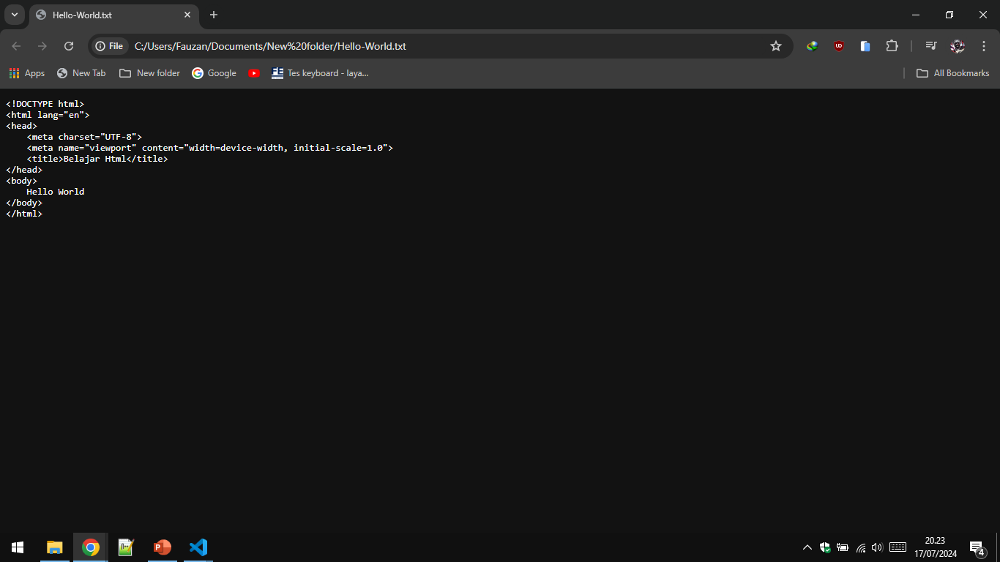 Hello-World.txt
File
C:/Users/Fauzan/Documents/New%20folder/Hello-World.txt
Apps
New Tab
New folder
Google
Tes keyboard - laya...
All Bookmarks
<!DOCTYPE html>
<html lang="en">
<head>
    <meta charset="UTF-8">
    <meta name="viewport" content="width=device-width, initial-scale=1.0">
    <title>Belajar Html</title>
</head>
<body>
    Hello World
</body>
</html>
20.23
17/07/2024
4